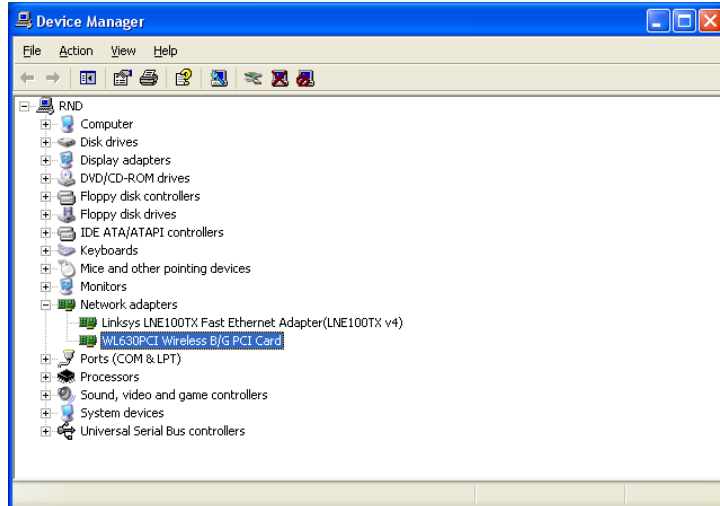 Device Manager
File Action View Help
RND
Computer
Disk drives
Display adapters
DVD/CD-ROM drives
Floppy disk controllers
Floppy disk drives
IDE ATA/ATAPI controllers
Keyboards
Mice and other pointing devices
Monitors
Network adapters
Linksys LNE100TX Fast Ethernet Adapter(LNE100TX v4)
WL630PCI Wireless B/G PCI Card
Ports (COM & LPT)
Processors
Sound, video and game controllers
System devices
Universal Serial Bus controllers